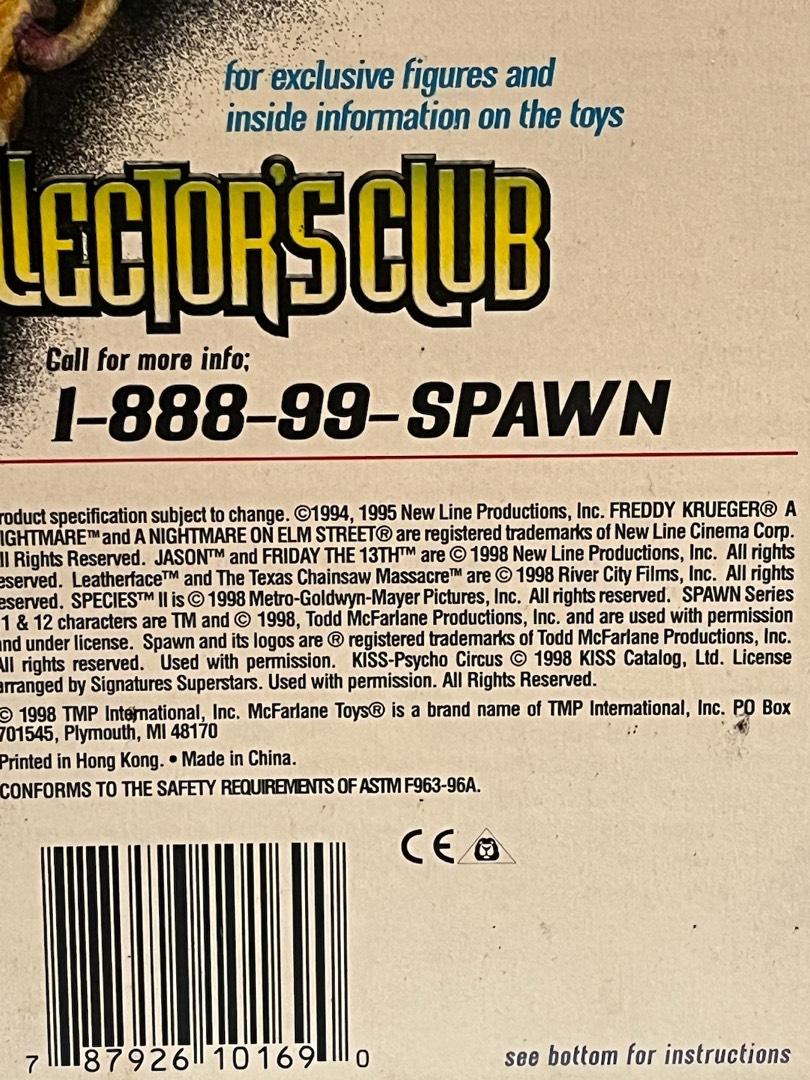 for exclusive figures and
inside information on the toys
LLECTOR'S CLUB
Call for more info;
1-888-99-SPAWN
roduct specification subject to change. ©1994, 1995 New Line Productions, Inc. FREDDY KRUEGER® A
IGHTMARE™ and A NIGHTMARE ON ELM STREET® are registered trademarks of New Line Cinema Corp.
ll Rights Reserved. JASON™ and FRIDAY THE 13TH™ are © 1998 New Line Productions, Inc. All rights
eserved. Leatherface™ and The Texas Chainsaw Massacre™ are © 1998 River City Films, Inc. All rights
eserved. SPECIES™ II is © 1998 Metro-Goldwyn-Mayer Pictures, Inc. All rights reserved. SPAWN Series
1 & 12 characters are TM and © 1998, Todd McFarlane Productions, Inc. and are used with permission
nd under license. Spawn and its logos are ® registered trademarks of Todd McFarlane Productions, Inc.
All rights reserved. Used with permission. KISS-Psycho Circus © 1998 KISS Catalog, Ltd. License
arranged by Signatures Superstars. Used with permission. All Rights Reserved.
© 1998 TMP International, Inc. McFarlane Toys® is a brand name of TMP International, Inc. PO Box
701545, Plymouth, MI 48170
Printed in Hong Kong. • Made in China.
CONFORMS TO THE SAFETY REQUIREMENTS OF ASTM F963-96A.
CE
7 87926 10169 0
see bottom for instructions